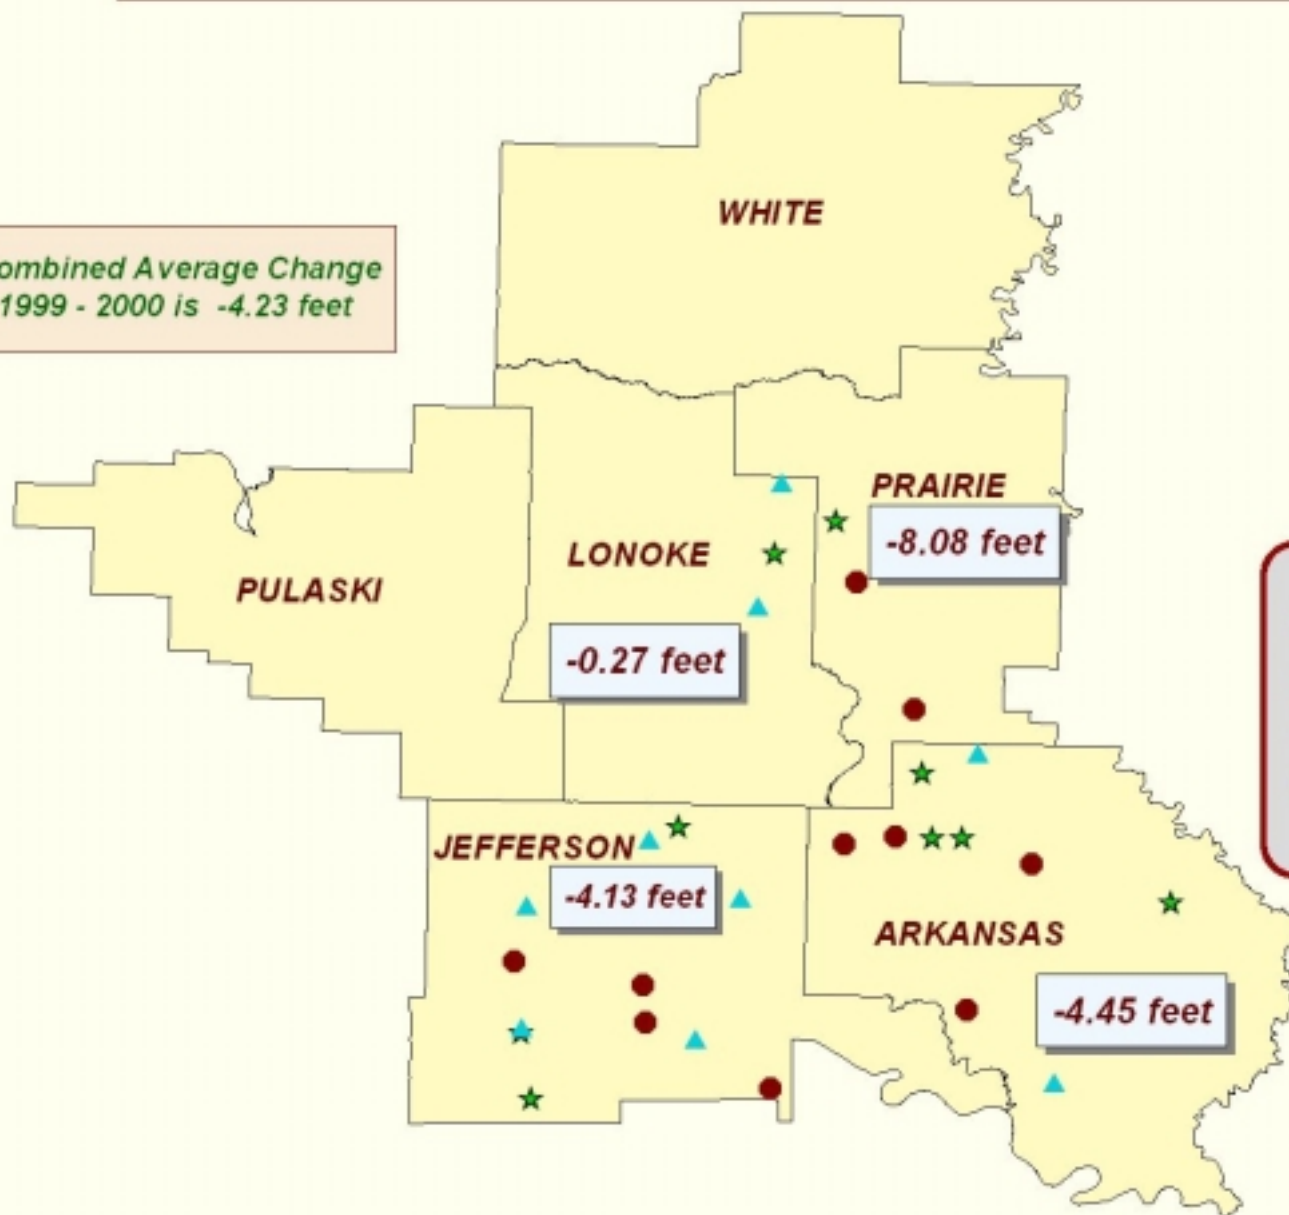 WHITE
ombined Average Change
1999 - 2000 is -4.23 feet
PRAIRIE
-8.08 feet
LONOKE
PULASKI
-0.27 feet
JEFFERSON
-4.13 feet
ARKANSAS
-4.45 feet